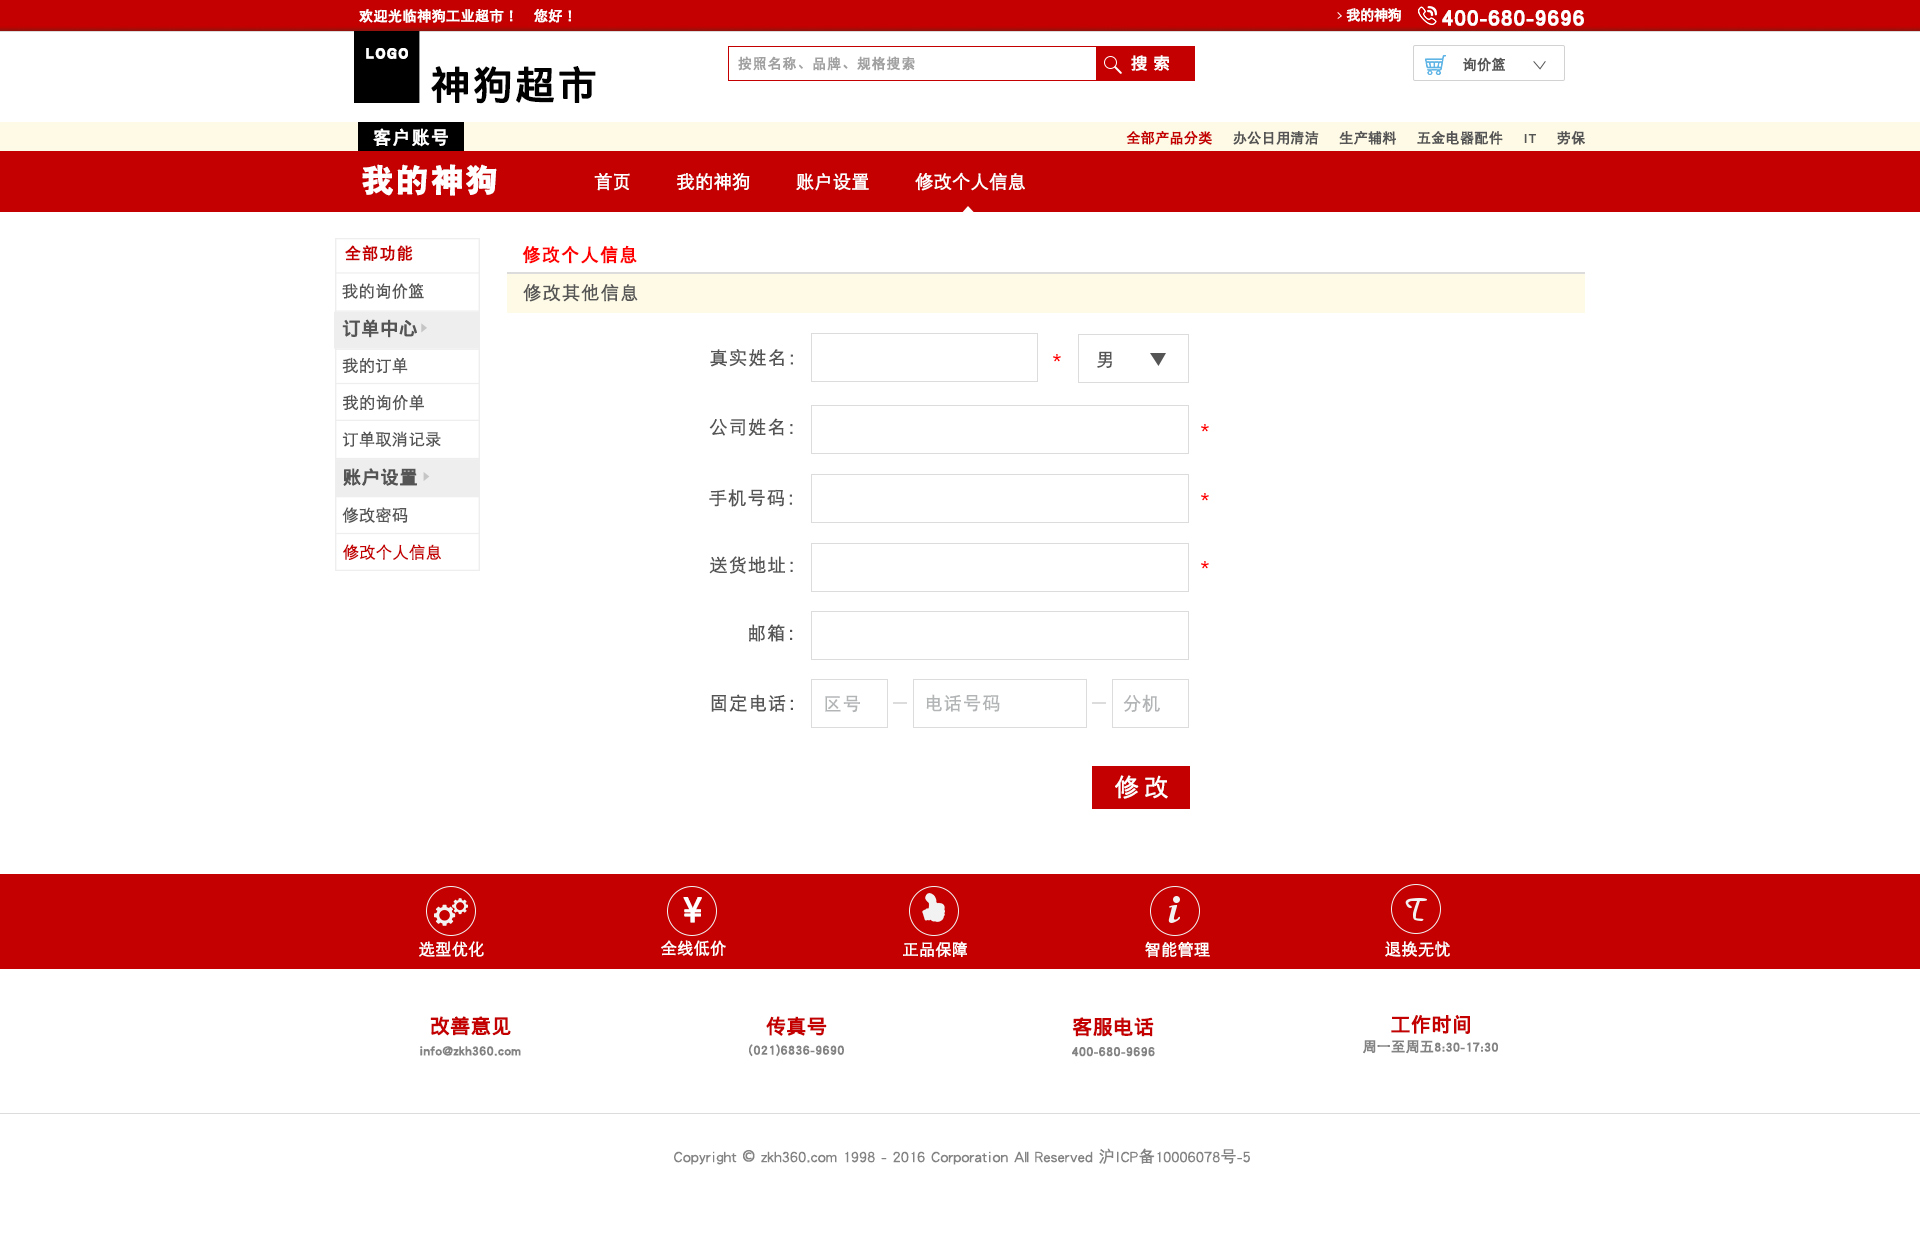 欢迎光临神狗工业超市！ 您好！
我的神狗 400-680-9696
LOGO
神狗超市
按照名称、品牌、规格搜索 搜索
询价篮
客户账号
全部产品分类 办公日用清洁 生产辅料 五金电器配件 IT 劳保
我的神狗 首页 我的神狗 账户设置 修改个人信息
全部功能
我的询价篮
订单中心
我的订单
我的询价单
订单取消记录
账户设置
修改密码
修改个人信息
修改个人信息
修改其他信息
真实姓名： * 男
公司姓名： *
手机号码： *
送货地址： *
邮箱：
固定电话： 区号 — 电话号码 — 分机
修改
¥ i T
选型优化 全线低价 正品保障 智能管理 退换无忧
改善意见 传真号 客服电话 工作时间
info@zkh360.com (021)6836-9690 400-680-9696 周一至周五8:30-17:30
Copyright © zkh360.com 1998 - 2016 Corporation All Reserved 沪ICP备10006078号-5